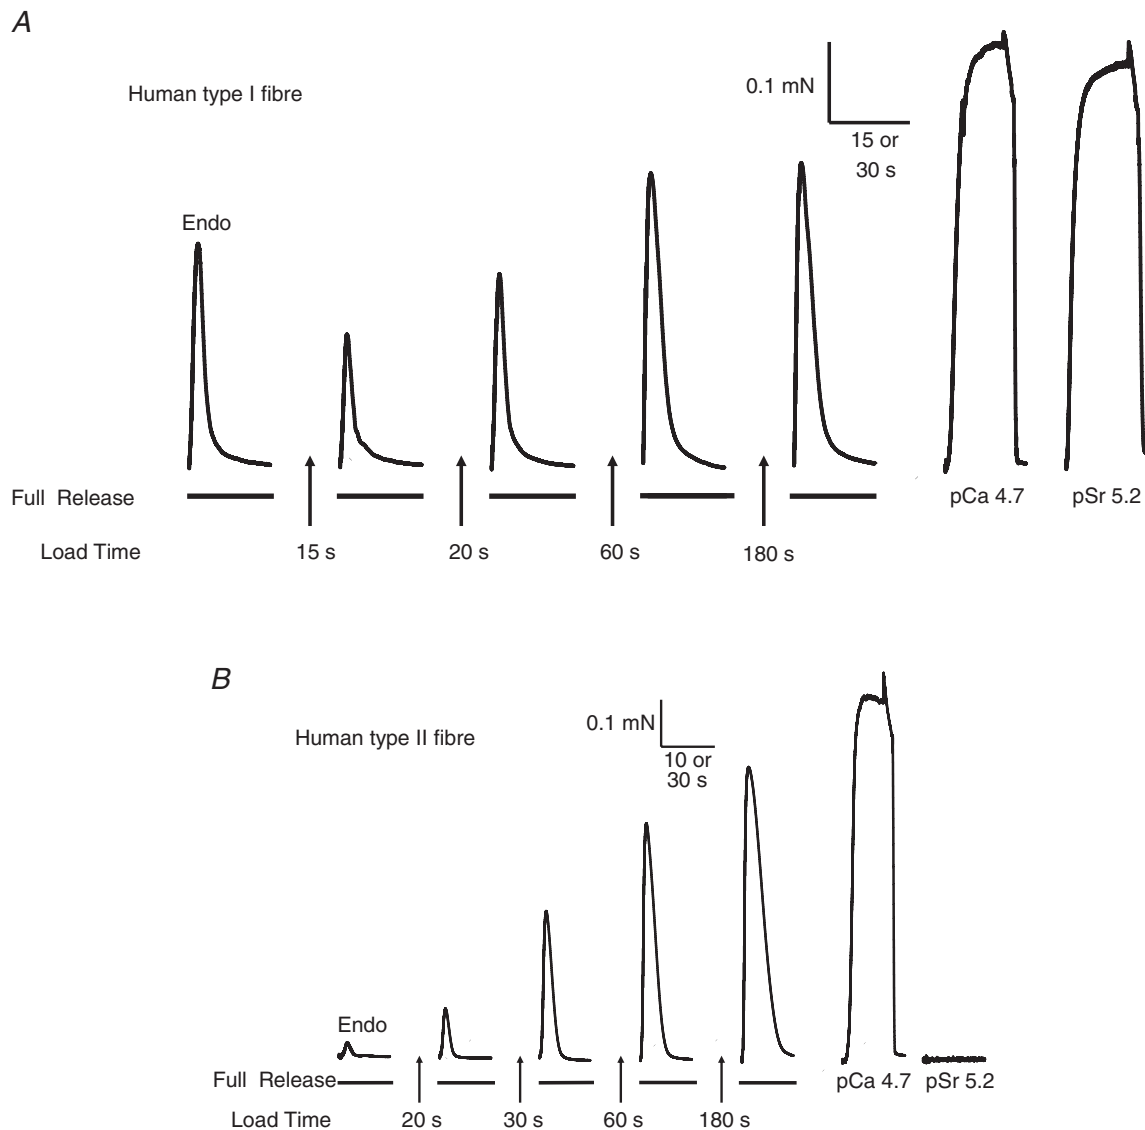 A
Human type I fibre
0.1 mN
15 or
30 s
Endo
Full Release
pCa 4.7
pSr 5.2
Load Time
15 s
20 s
60 s
180 s
B
Human type II fibre
0.1 mN
10 or
30 s
Endo
Full Release
pCa 4.7
pSr 5.2
Load Time
20 s
30 s
60 s
180 s